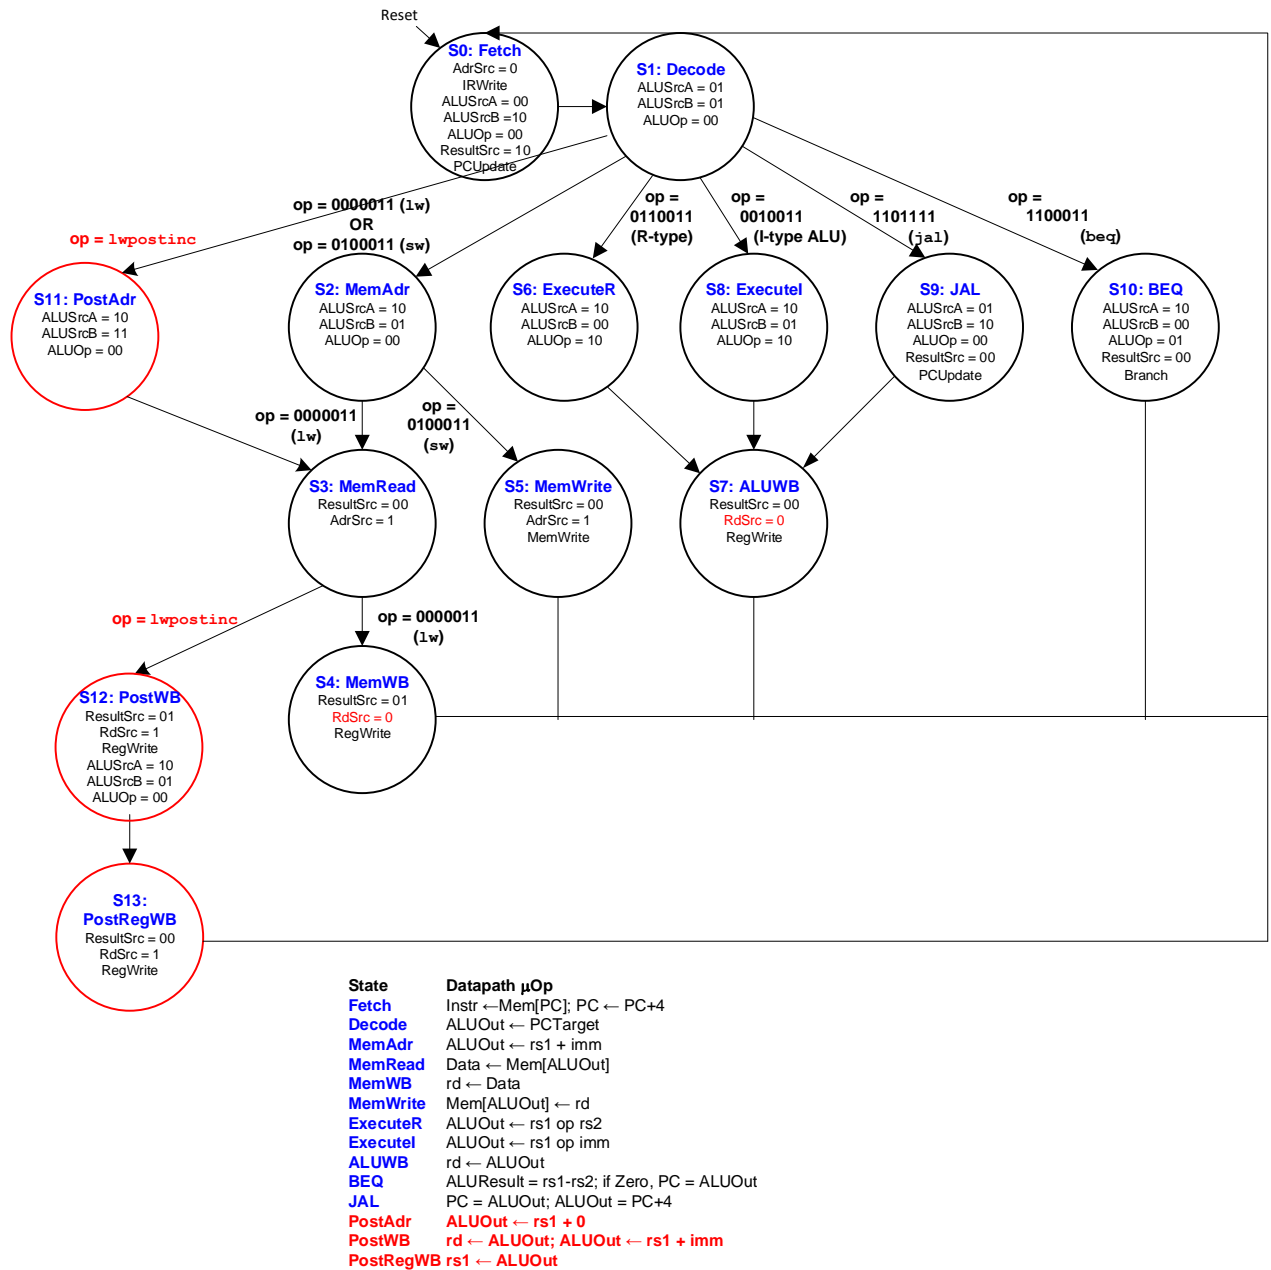 Reset
S0: Fetch
AdrSrc = 0
IRWrite
ALUSrcA = 00
ALUSrcB =10
ALUOp = 00
ResultSrc = 10
PCUpdate
S1: Decode
ALUSrcA = 01
ALUSrcB = 01
ALUOp = 00
op = lwpostinc
op = 0000011 (lw)
OR
op = 0100011 (sw)
op =
0110011
(R-type)
op =
0010011
(I-type ALU)
op =
1101111
(jal)
op =
1100011
(beq)
S11: PostAdr
ALUSrcA = 10
ALUSrcB = 11
ALUOp = 00
S2: MemAdr
ALUSrcA = 10
ALUSrcB = 01
ALUOp = 00
S6: ExecuteR
ALUSrcA = 10
ALUSrcB = 00
ALUOp = 10
S8: ExecuteI
ALUSrcA = 10
ALUSrcB = 01
ALUOp = 10
S9: JAL
ALUSrcA = 01
ALUSrcB = 10
ALUOp = 00
ResultSrc = 00
PCUpdate
S10: BEQ
ALUSrcA = 10
ALUSrcB = 00
ALUOp = 01
ResultSrc = 00
Branch
op = 0000011
(lw)
op =
0100011
(sw)
S3: MemRead
ResultSrc = 00
AdrSrc = 1
S5: MemWrite
ResultSrc = 00
AdrSrc = 1
MemWrite
S7: ALUWB
ResultSrc = 00
RdSrc = 0
RegWrite
op = lwpostinc
op = 0000011
(lw)
S12: PostWB
ResultSrc = 01
RdSrc = 1
RegWrite
ALUSrcA = 10
ALUSrcB = 01
ALUOp = 00
S4: MemWB
ResultSrc = 01
RdSrc = 0
RegWrite
S13:
PostRegWB
ResultSrc = 00
RdSrc = 1
RegWrite
State Datapath μOp
Fetch Instr ←Mem[PC]; PC ← PC+4
Decode ALUOut ← PCTarget
MemAdr ALUOut ← rs1 + imm
MemRead Data ← Mem[ALUOut]
MemWB rd ← Data
MemWrite Mem[ALUOut] ← rd
ExecuteR ALUOut ← rs1 op rs2
ExecuteI ALUOut ← rs1 op imm
ALUWB rd ← ALUOut
BEQ ALUResult = rs1-rs2; if Zero, PC = ALUOut
JAL PC = ALUOut; ALUOut = PC+4
PostAdr ALUOut ← rs1 + 0
PostWB rd ← ALUOut; ALUOut ← rs1 + imm
PostRegWB rs1 ← ALUOut